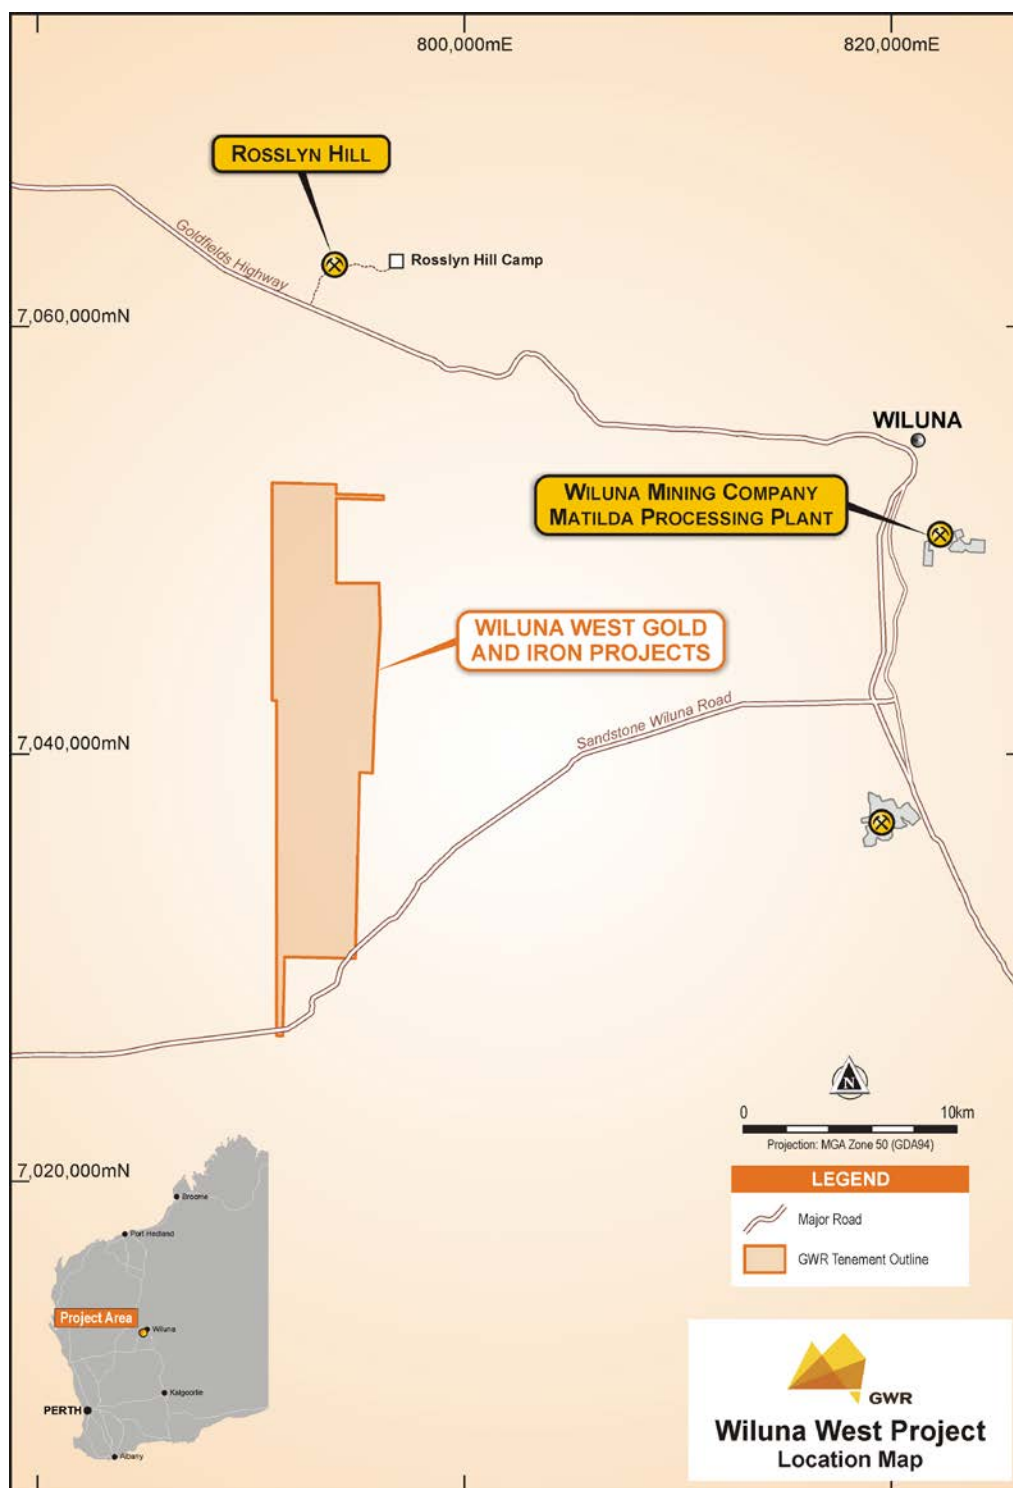 800,000mE
820,000mE
ROSSLYN HILL
Goldfields Highway
Rosslyn Hill Camp
7,060,000mN
WILUNA
WILUNA MINING COMPANY
MATILDA PROCESSING PLANT
WILUNA WEST GOLD
AND IRON PROJECTS
Sandstone Wiluna Road
7,040,000mN
N
0 10km
Projection: MGA Zone 50 (GDA94)
7,020,000mN
LEGEND
Major Road
GWR Tenement Outline
Broome
Port Hedland
Project Area
Wiluna
Kalgoorlie
PERTH
Albany
GWR
Wiluna West Project
Location Map